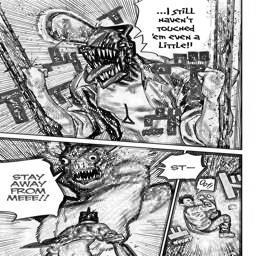 ...I STILL
HAVEN'T
TOUCHED
'EM EVEN A
LITTLE!!
STAY
AWAY
FROM
MEEE!!
ST—